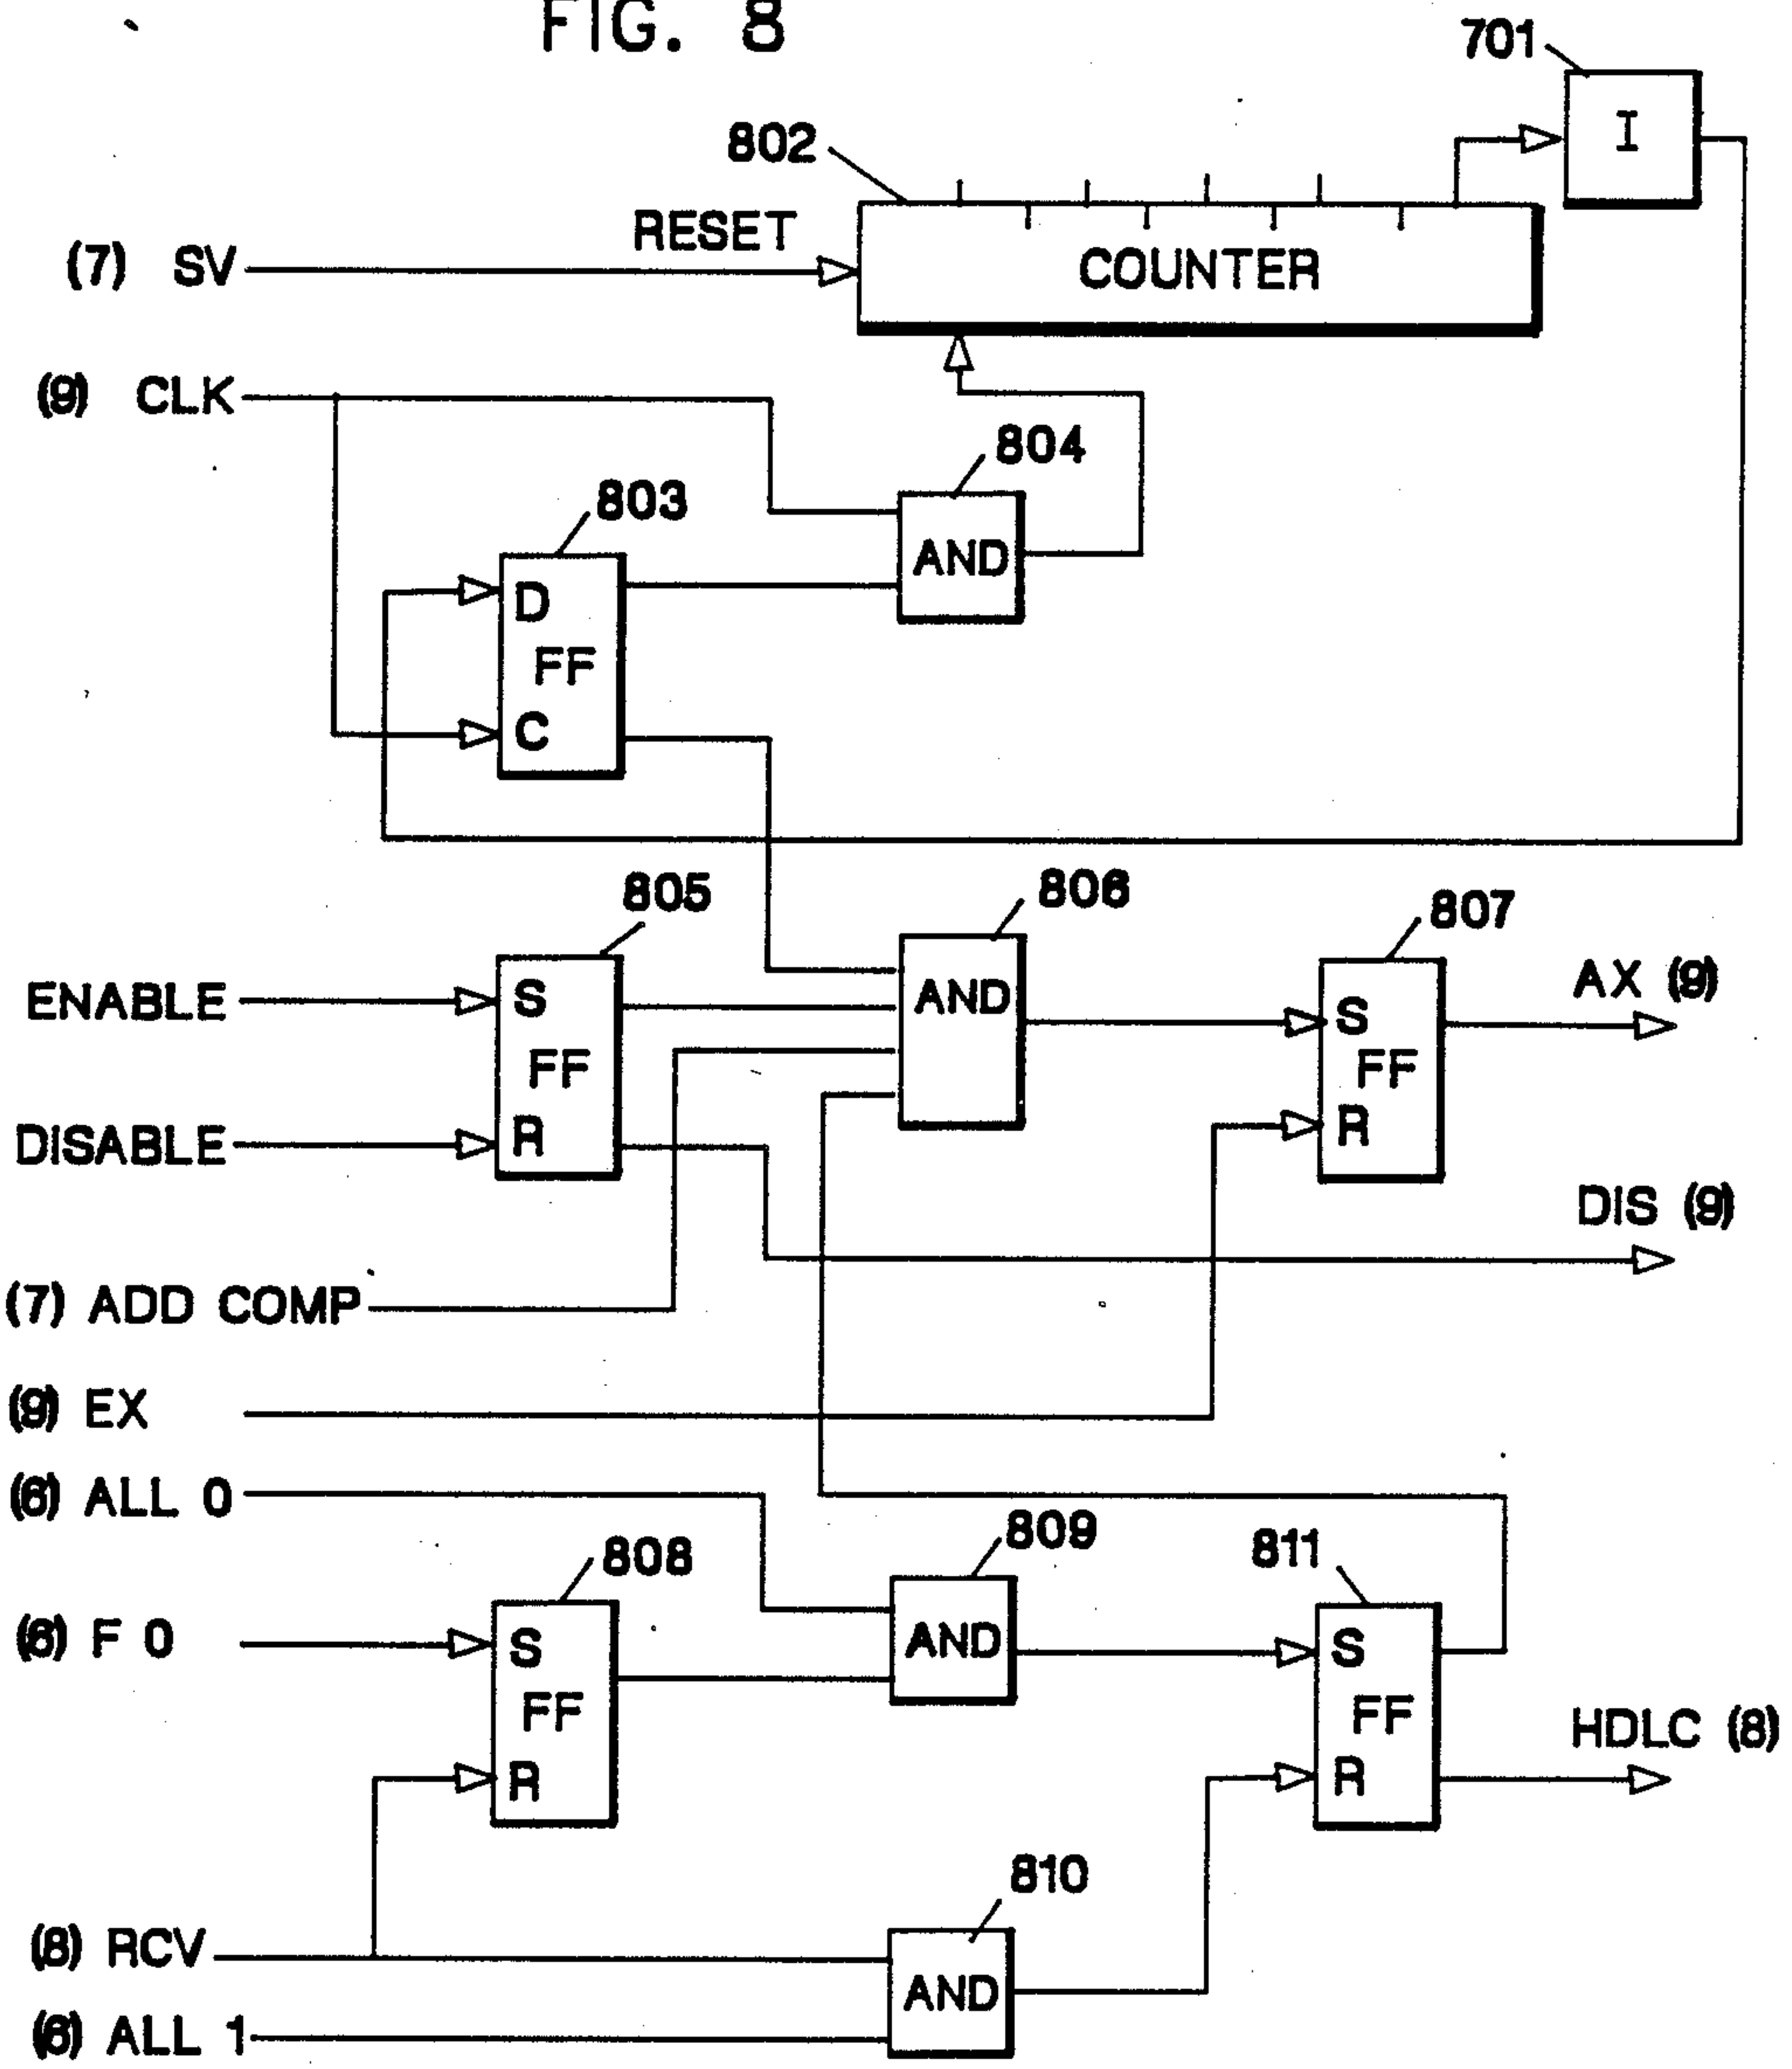 FIG. 8
701
I
802
RESET
(7) SV
COUNTER
(9) CLK
804
803
AND
D
FF
C
805
806
807
ENABLE
S
FF
R
AND
S
FF
R
AX (9)
DISABLE
DIS (9)
(7) ADD COMP
(9) EX
(6) ALL 0
809
811
808
(6) F 0
S
FF
R
AND
S
FF
R
HDLC (8)
810
(8) RCV
AND
(6) ALL 1